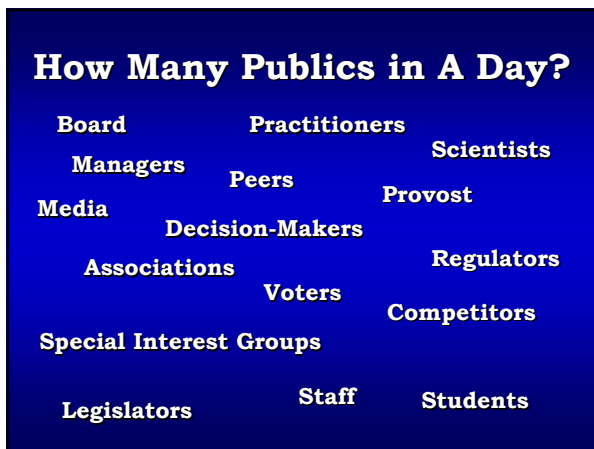 How Many Publics in A Day?
Board
Practitioners
Scientists
Managers
Peers
Provost
Media
Decision-Makers
Associations
Regulators
Voters
Competitors
Special Interest Groups
Staff
Students
Legislators